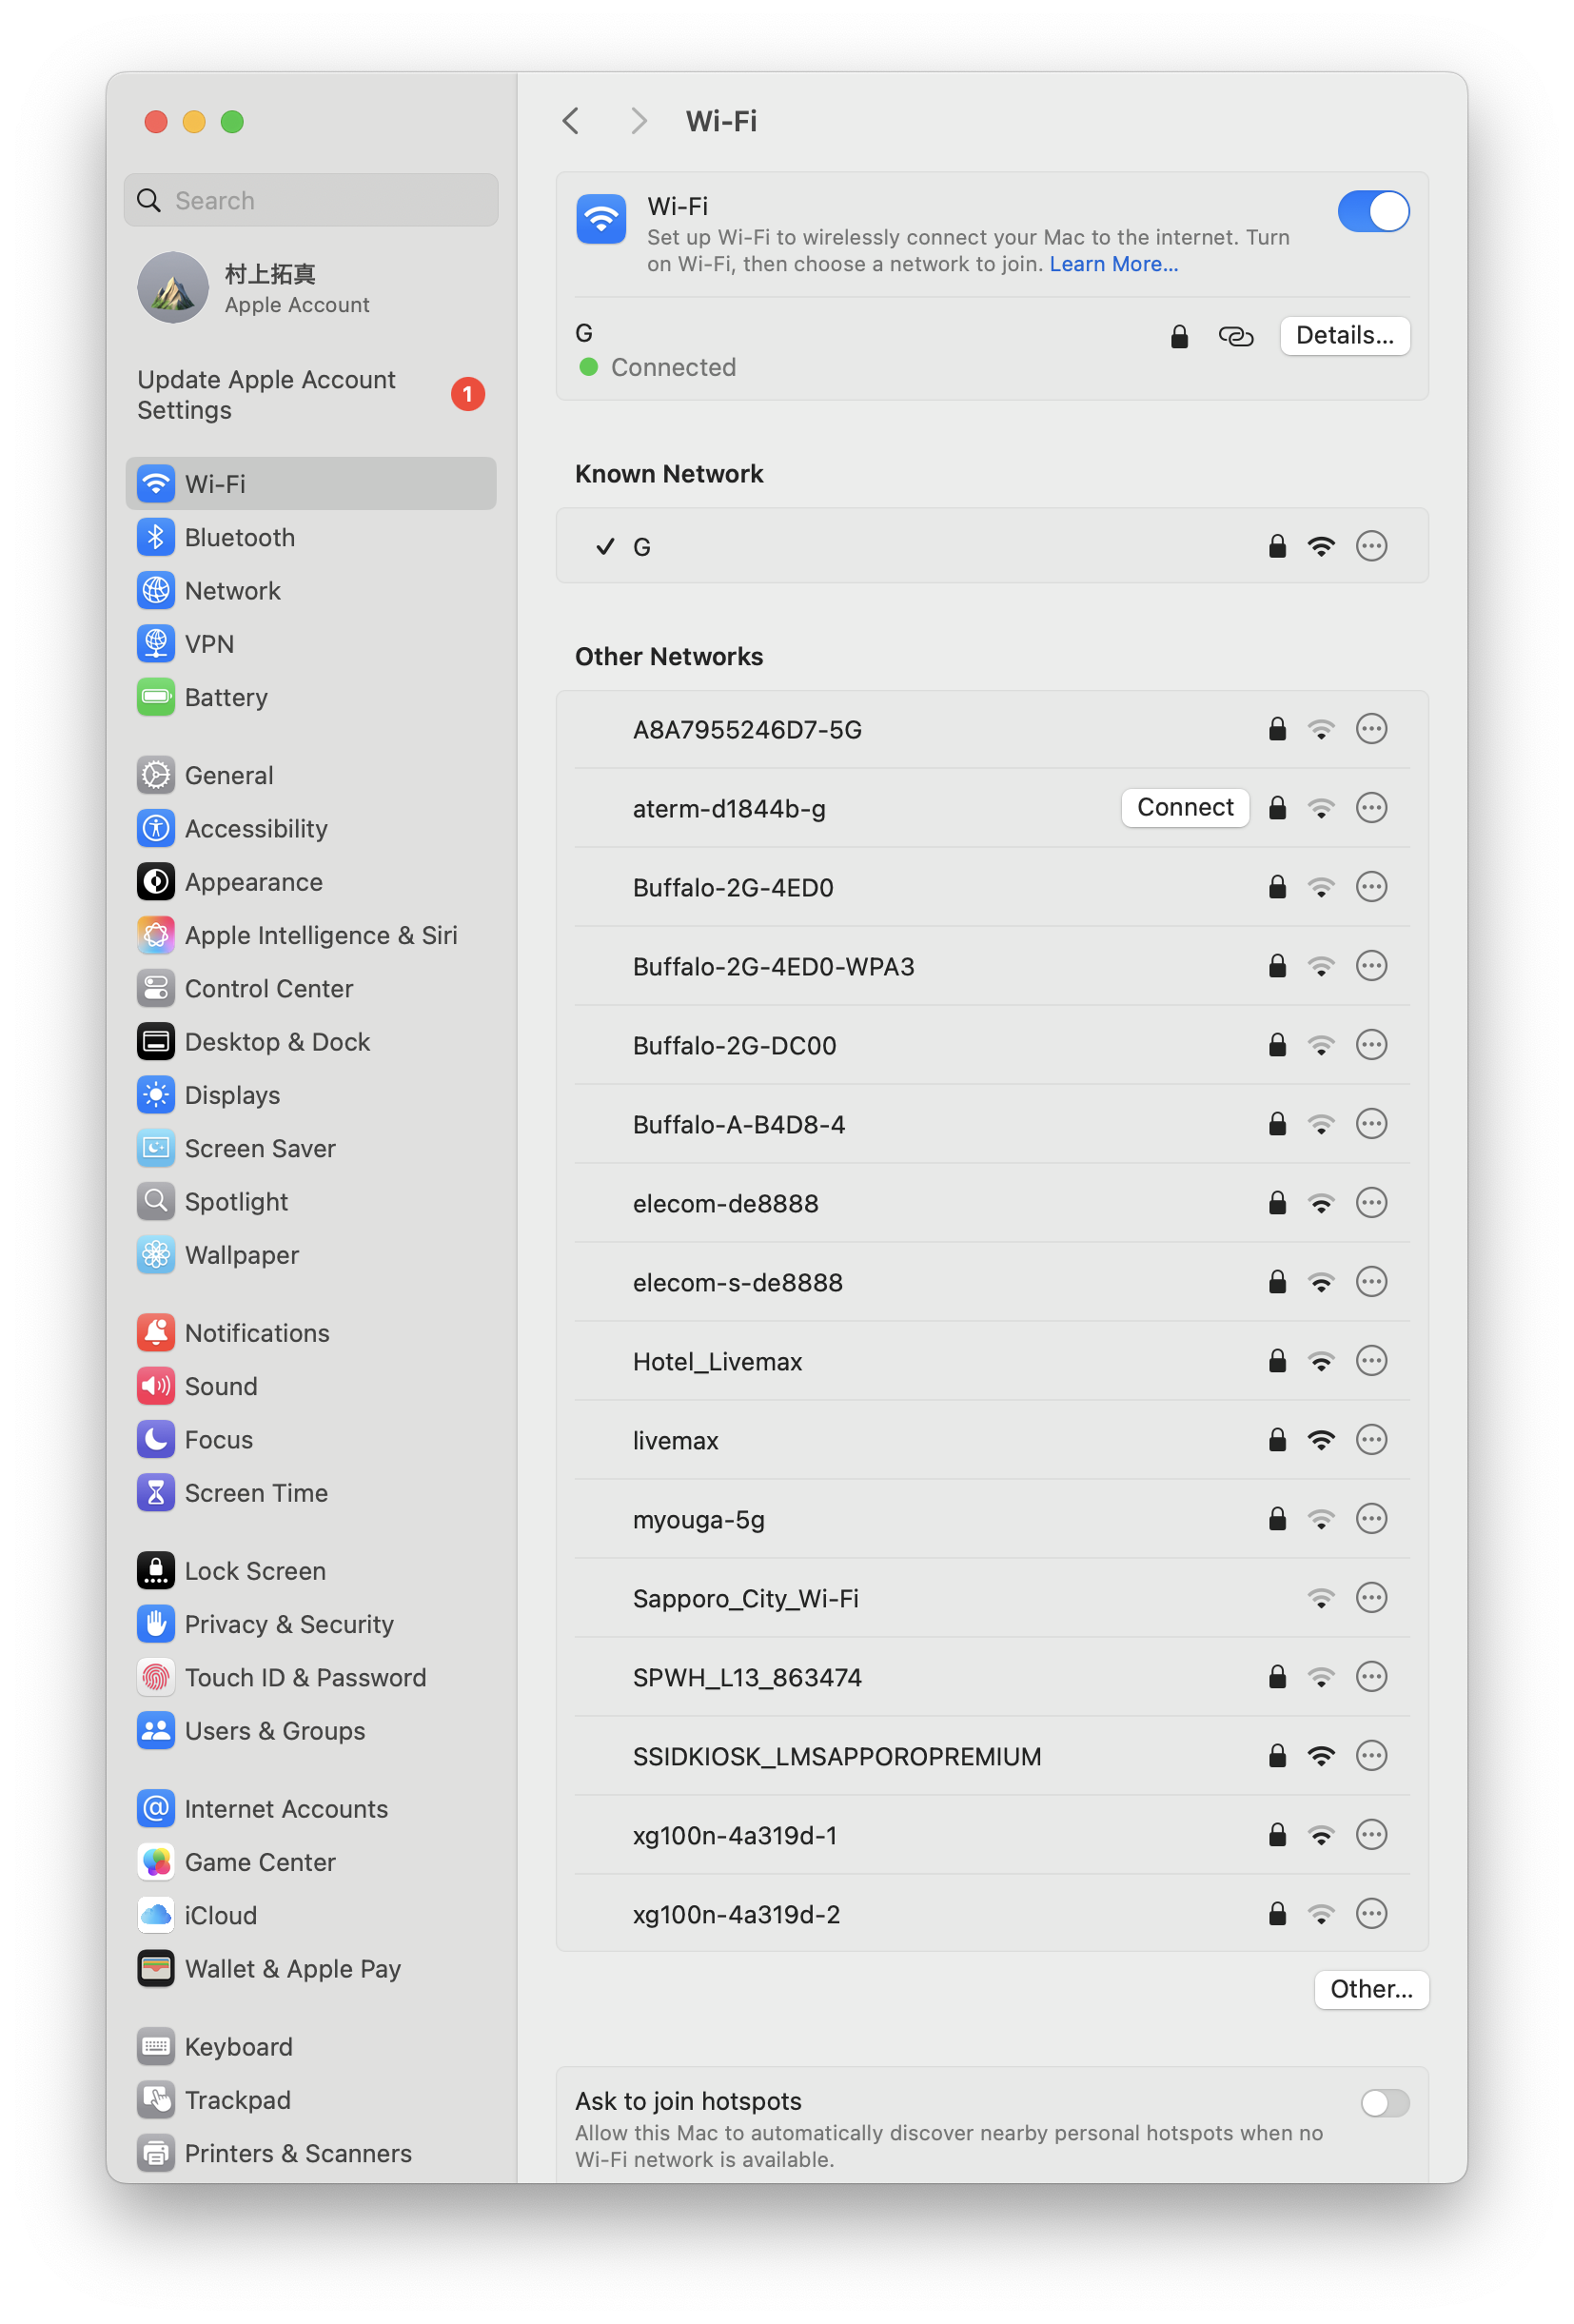 Search
村上拓真
Apple Account
Update Apple Account
Settings
1
Wi-Fi
Bluetooth
Network
VPN
Battery
General
Accessibility
Appearance
Apple Intelligence & Siri
Control Center
Desktop & Dock
Displays
Screen Saver
Spotlight
Wallpaper
Notifications
Sound
Focus
Screen Time
Lock Screen
Privacy & Security
Touch ID & Password
Users & Groups
Internet Accounts
Game Center
iCloud
Wallet & Apple Pay
Keyboard
Trackpad
Printers & Scanners
Wi-Fi
Wi-Fi
Set up Wi-Fi to wirelessly connect your Mac to the internet. Turn
on Wi-Fi, then choose a network to join. Learn More...
G
Connected
Details...
Known Network
G
Other Networks
A8A7955246D7-5G
aterm-d1844b-g
Connect
Buffalo-2G-4ED0
Buffalo-2G-4ED0-WPA3
Buffalo-2G-DC00
Buffalo-A-B4D8-4
elecom-de8888
elecom-s-de8888
Hotel_Livemax
livemax
myouga-5g
Sapporo_City_Wi-Fi
SPWH_L13_863474
SSIDKIOSK_LMSAPPOROPREMIUM
xg100n-4a319d-1
xg100n-4a319d-2
Other...
Ask to join hotspots
Allow this Mac to automatically discover nearby personal hotspots when no
Wi-Fi network is available.